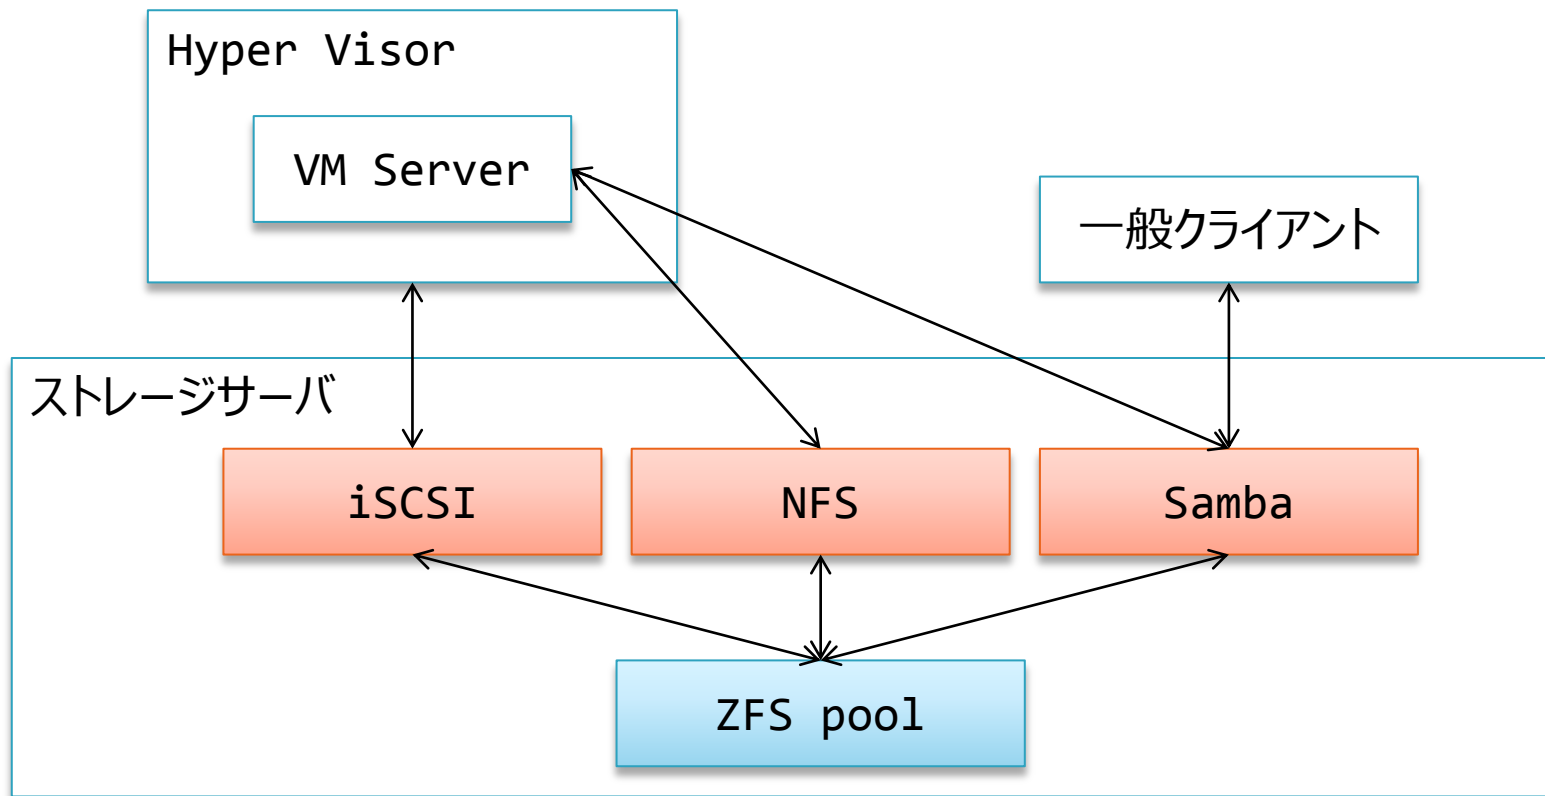 Hyper Visor
VM Server
一般クライアント
ストレージサーバ
iSCSI
NFS
Samba
ZFS pool